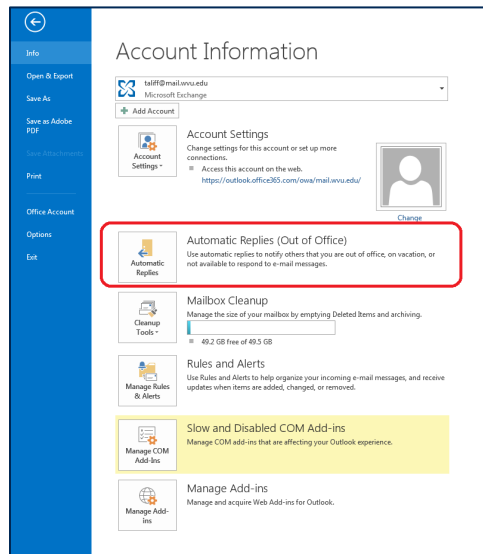 Info
Open & Export
Save As
Save as Adobe
PDF
Save Attachments
Print
Office Account
Options
Exit
Account Information
taliff@mail.wvu.edu
Microsoft Exchange
Add Account
Account
Settings
Account Settings
Change settings for this account or set up more
connections.
Access this account on the web.
https://outlook.office365.com/owa/mail.wvu.edu/
Change
Automatic
Replies
Automatic Replies (Out of Office)
Use automatic replies to notify others that you are out of office, on vacation, or
not available to respond to e-mail messages.
Cleanup
Tools
Mailbox Cleanup
Manage the size of your mailbox by emptying Deleted Items and archiving.
49.2 GB free of 49.5 GB
Manage Rules
& Alerts
Rules and Alerts
Use Rules and Alerts to help organize your incoming e-mail messages, and receive
updates when items are added, changed, or removed.
Manage COM
Add-Ins
Slow and Disabled COM Add-ins
Manage COM add-ins that are affecting your Outlook experience.
Manage Add-
ins
Manage Add-ins
Manage and acquire Web Add-ins for Outlook.